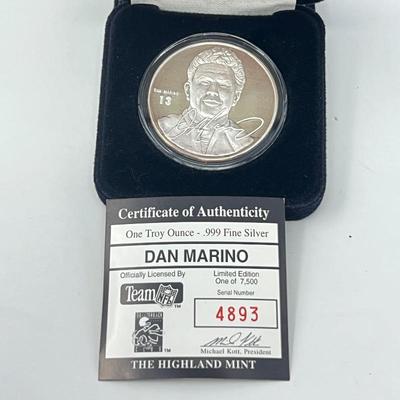 DAN MARINO
13
Certificate of Authenticity
One Troy Ounce - .999 Fine Silver
DAN MARINO
Officially Licensed By
Limited Edition
One of 7,500
Team NFL™
Serial Number
4893
Michael Kott, President
THE HIGHLAND MINT